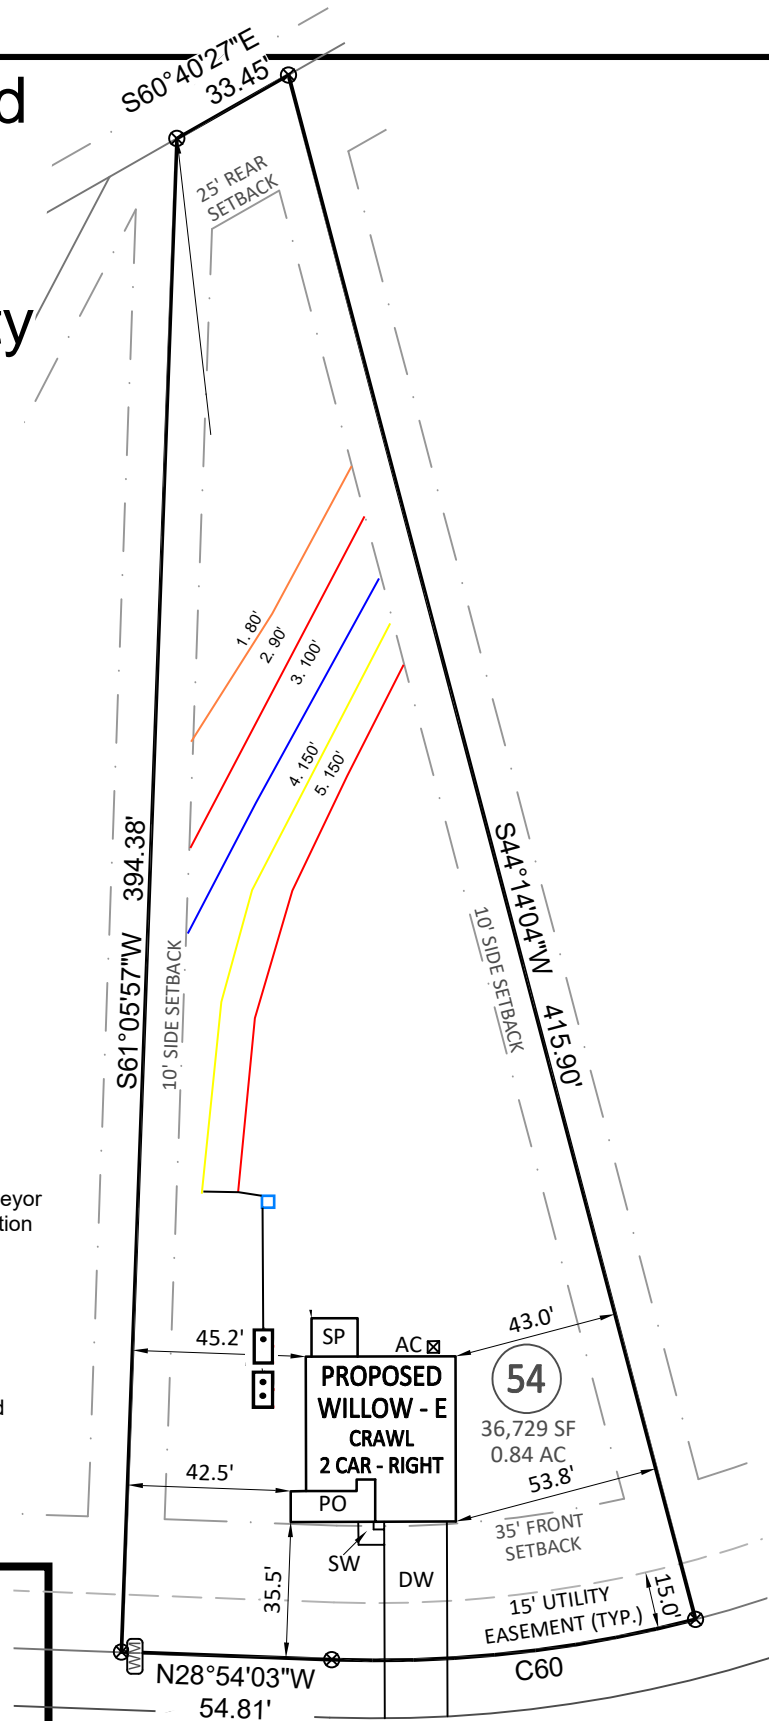 S60°40'27"E
33.45'
d
25' REAR
SETBACK
ty
1. 80'
2. 90'
3. 100'
4. 150'
5. 150'
S61°05'57"W 394.38'
10' SIDE SETBACK
S44°14'04"W 415.90'
10' SIDE SETBACK
eyor
tion
45.2'
SP
AC
43.0'
PROPOSED
WILLOW - E
CRAWL
2 CAR - RIGHT
54
36,729 SF
0.84 AC
d
42.5'
PO
53.8'
35' FRONT
SETBACK
SW
DW
35.5'
15' UTILITY
EASEMENT (TYP.)
15.0'
N28°54'03"W
54.81'
C60